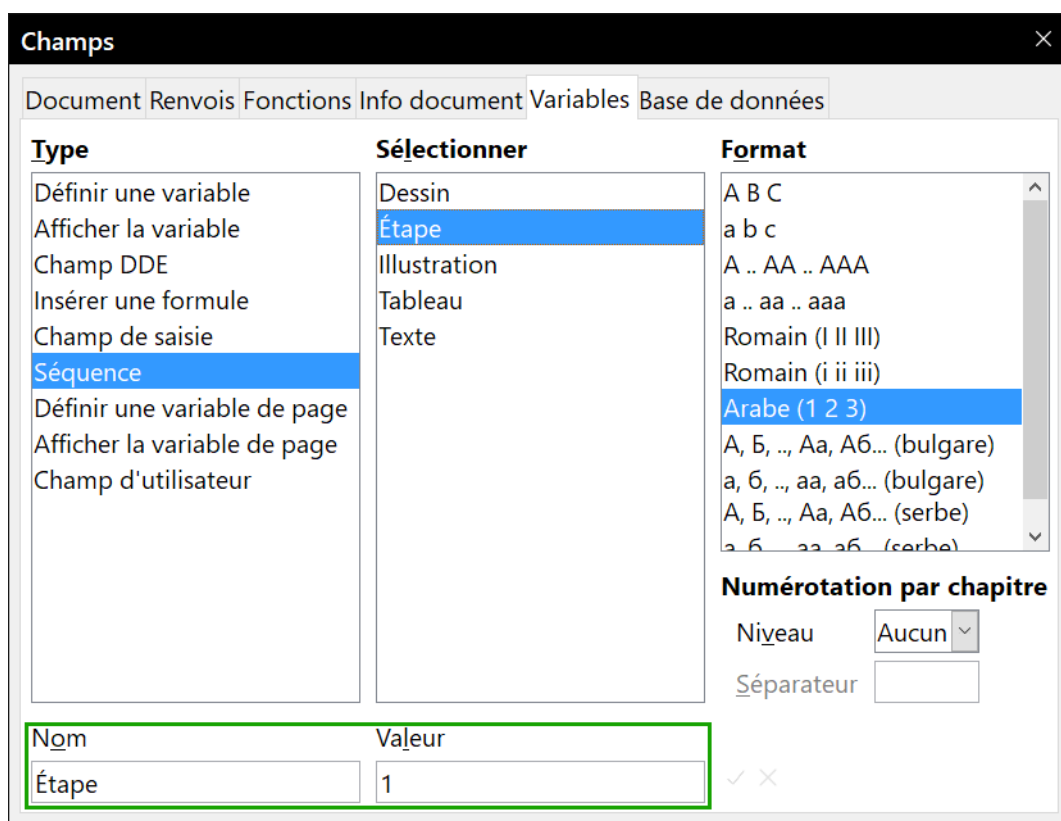 Champs
Document Renvois Fonctions Info document Variables Base de données
Type
Définir une variable
Afficher la variable
Champ DDE
Insérer une formule
Champ de saisie
Séquence
Définir une variable de page
Afficher la variable de page
Champ d'utilisateur
Sélectionner
Dessin
Étape
Illustration
Tableau
Texte
Format
A B C
a b c
A .. AA .. AAA
a .. aa .. aaa
Romain (I II III)
Romain (i ii iii)
Arabe (1 2 3)
А, Б, .., Аа, Аб... (bulgare)
а, б, .., аа, аб... (bulgare)
А, Б, .., Аа, Аб... (serbe)
а, б, .., аа, аб... (serbe)
Numérotation par chapitre
Niveau Aucun
Séparateur
Nom
Étape
Valeur
1